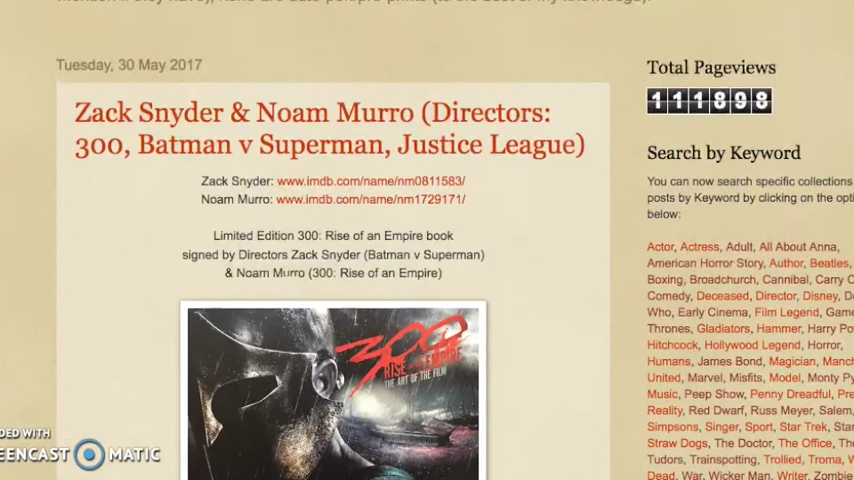 Tuesday, 30 May 2017
Zack Snyder & Noam Murro (Directors:
300, Batman v Superman, Justice League)
Zack Snyder: www.imdb.com/name/nm0811583/
Noam Murro: www.imdb.com/name/nm1729171/
Limited Edition 300: Rise of an Empire book
signed by Directors Zack Snyder (Batman v Superman)
& Noam Murro (300: Rise of an Empire)
300
RISE OF AN EMPIRE
THE ART OF THE FILM
Total Pageviews
111898
Search by Keyword
You can now search specific collections
posts by Keyword by clicking on the
below:
Actor, Actress, Adult, All About Anna,
American Horror Story, Author, Beatles,
Boxing, Broadchurch, Cannibal, Carry
Comedy, Deceased, Director, Disney,
Who, Early Cinema, Film Legend,
Thrones, Gladiators, Hammer, Harry
Hitchcock, Hollywood Legend, Horror,
Humans, James Bond, Magician,
United, Marvel, Misfits, Model, Monty
Music, Peep Show, Penny Dreadful,
Reality, Red Dwarf, Russ Meyer, Salem,
Simpsons, Singer, Sport, Star Trek,
Straw Dogs, The Doctor, The Office,
Tudors, Trainspotting, Trollied, Troma,
Dead, War, Wicker Man, Writer, Zombie
DED WITH
EENCAST MATIC